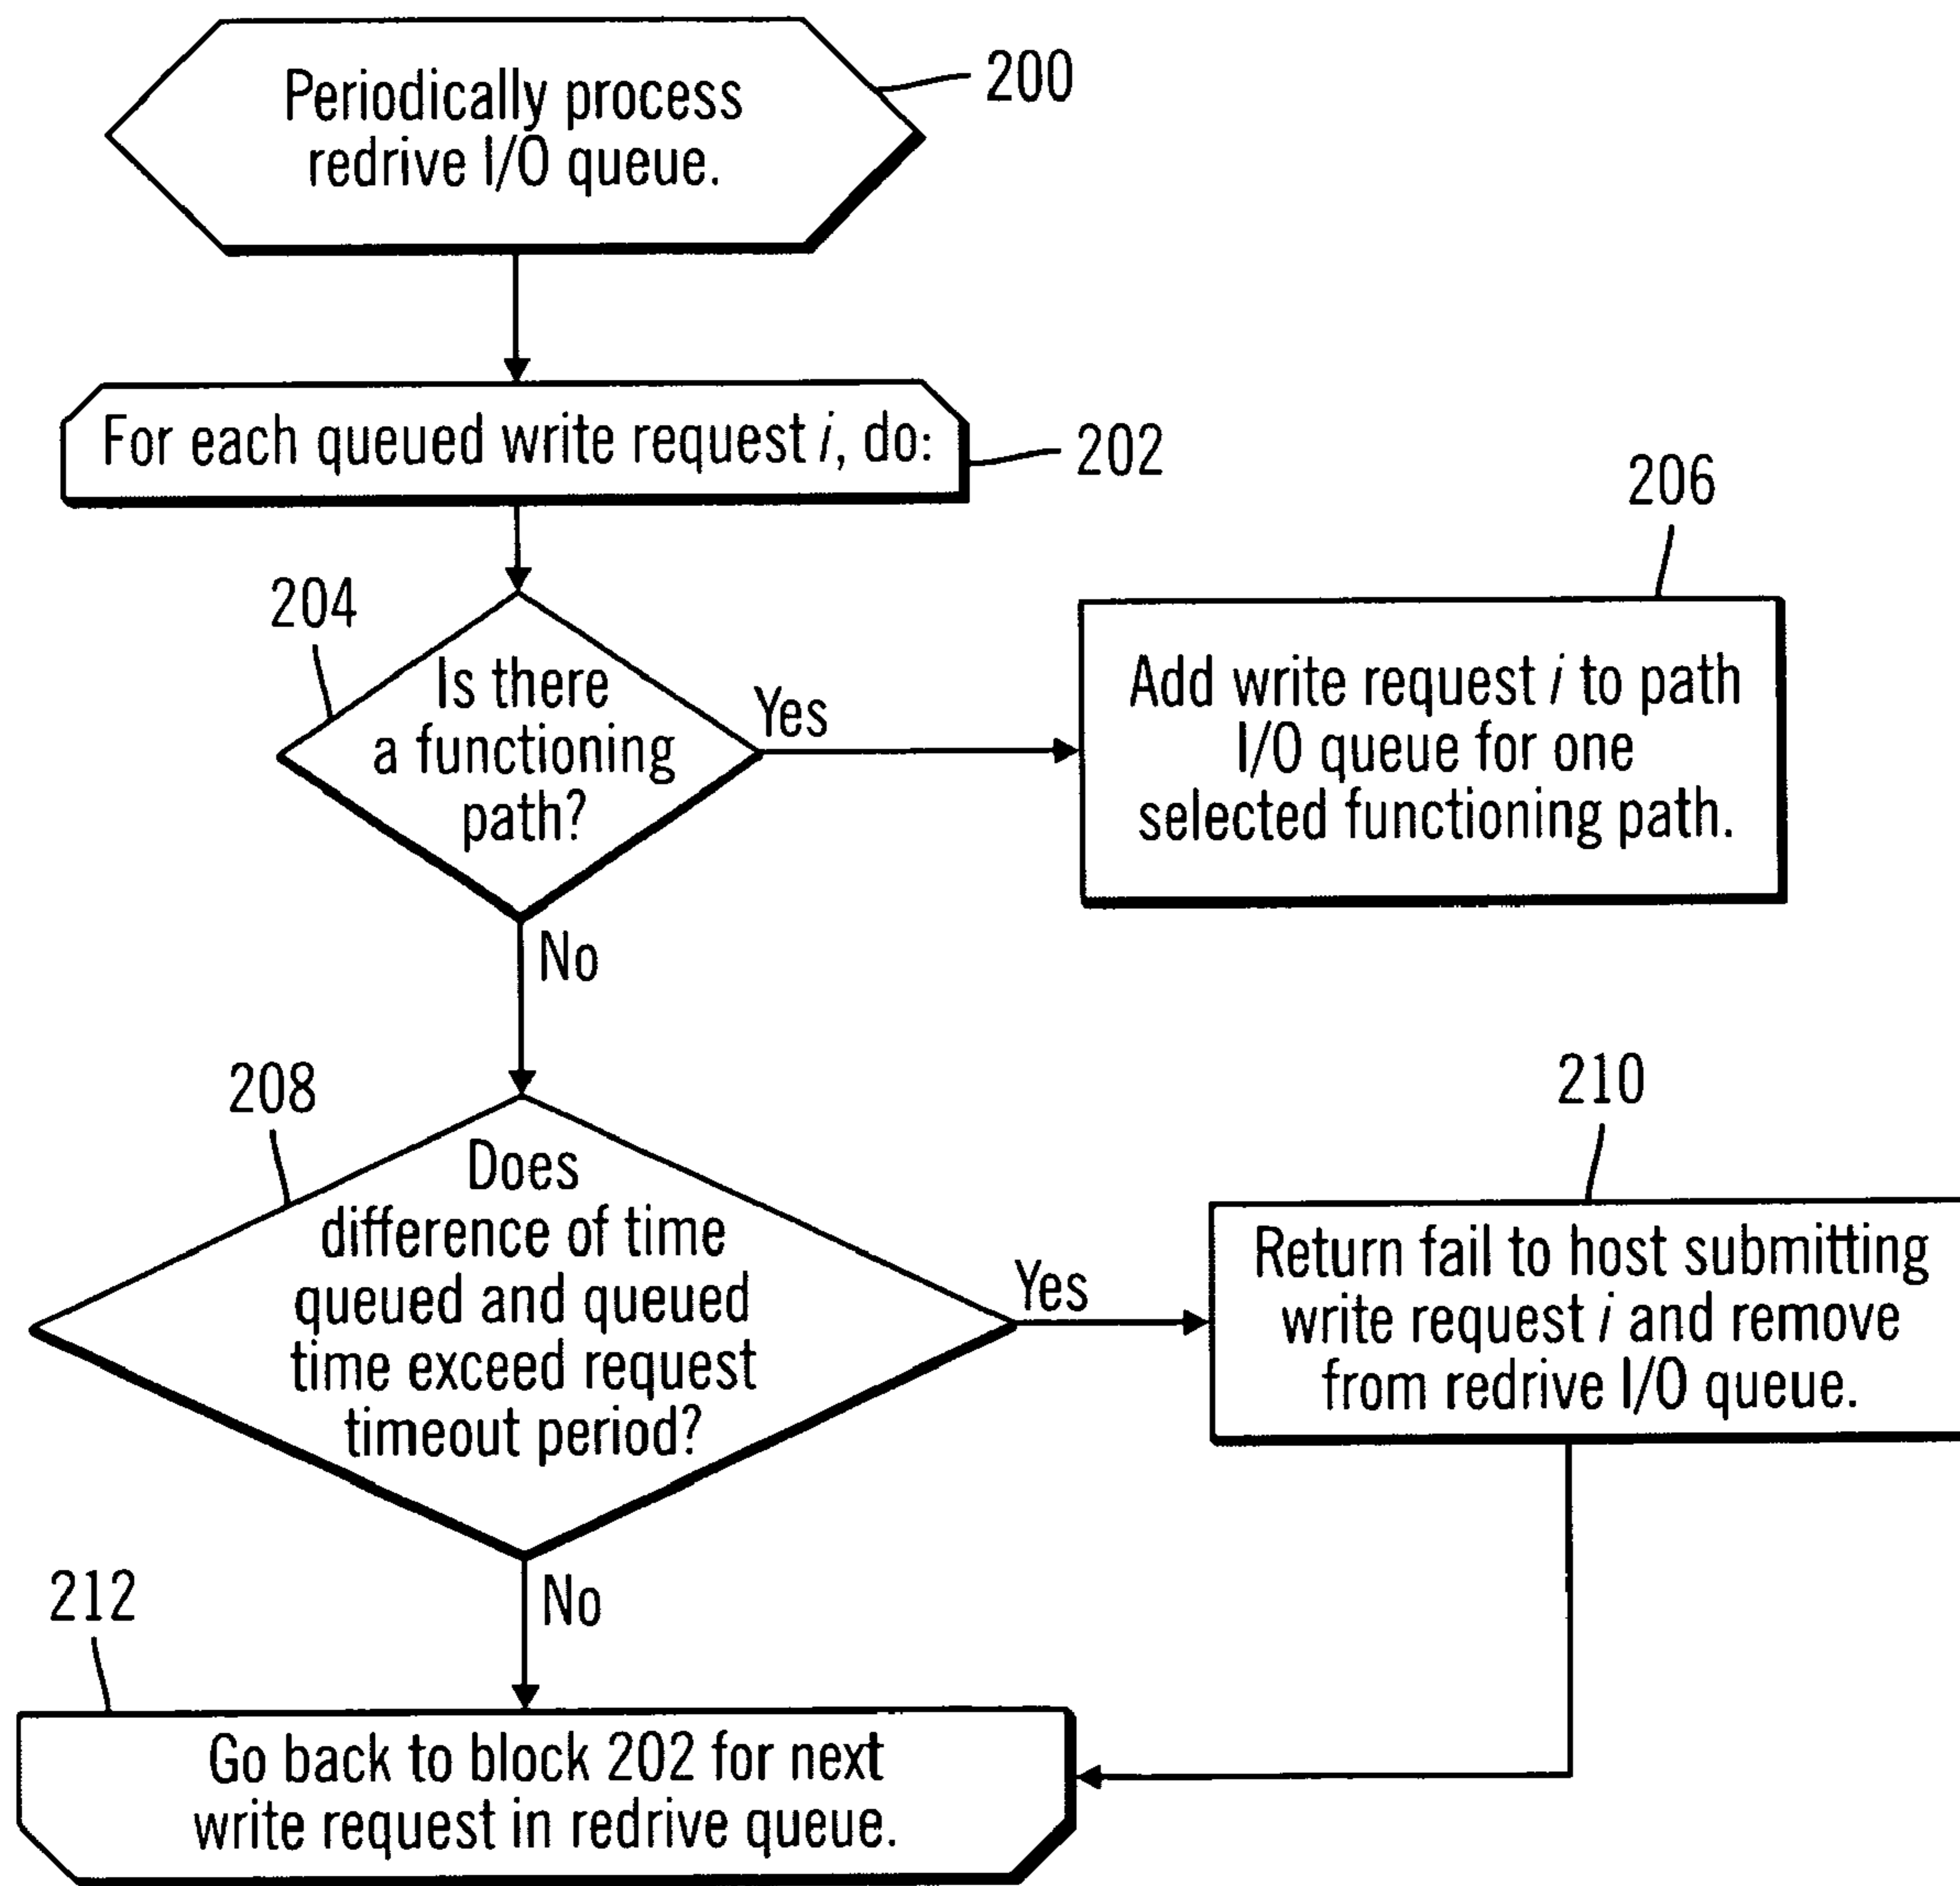 Periodically process
redrive I/O queue.
200
For each queued write request i, do:
202
206
204
Is there
a functioning
path?
Yes
Add write request i to path
I/O queue for one
selected functioning path.
No
208
210
Does
difference of time
queued and queued
time exceed request
timeout period?
Yes
Return fail to host submitting
write request i and remove
from redrive I/O queue.
No
212
Go back to block 202 for next
write request in redrive queue.